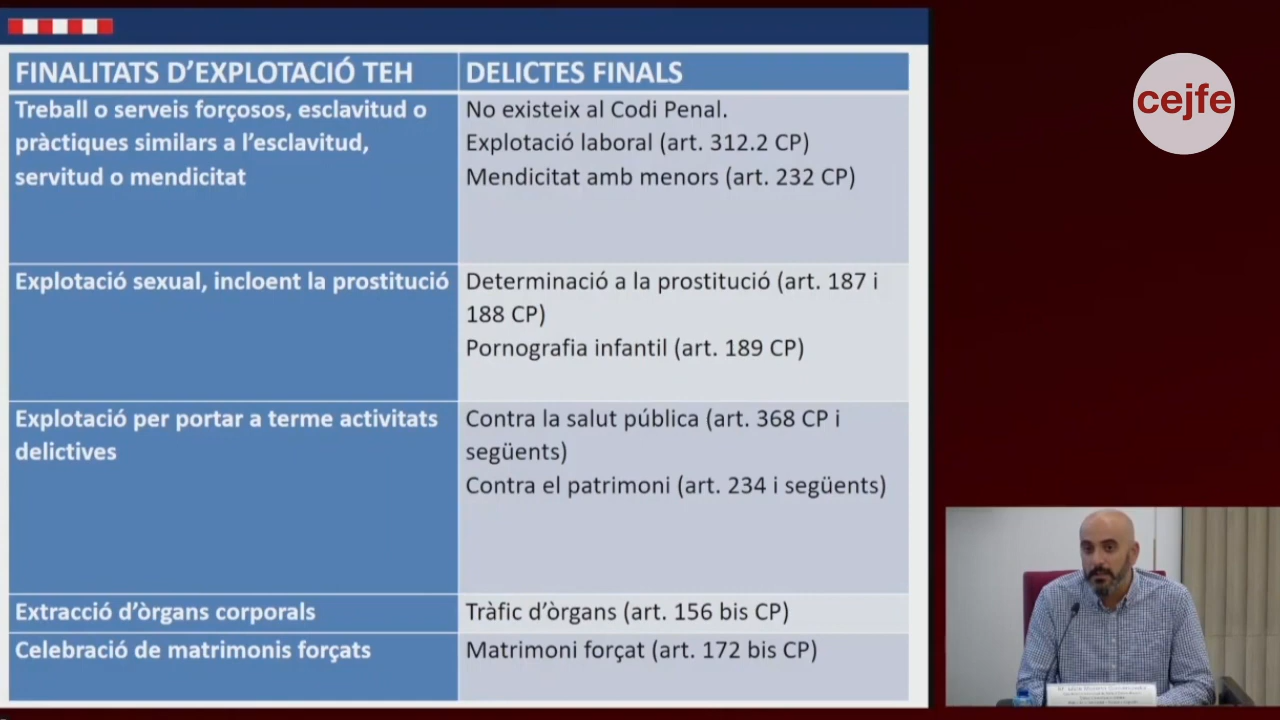 FINALITATS D'EXPLOTACIÓ TEH
DELICTES FINALS
Treball o serveis forçosos, esclavitud o
pràctiques similars a l'esclavitud,
servitud o mendicitat
No existeix al Codi Penal.
Explotació laboral (art. 312.2 CP)
Mendicitat amb menors (art. 232 CP)
Explotació sexual, incloent la prostitució
Determinació a la prostitució (art. 187 i
188 CP)
Pornografia infantil (art. 189 CP)
Explotació per portar a terme activitats
delictives
Contra la salut pública (art. 368 CP i
següents)
Contra el patrimoni (art. 234 i següents)
Extracció d'òrgans corporals
Tràfic d'òrgans (art. 156 bis CP)
Celebració de matrimonis forçats
Matrimoni forçat (art. 172 bis CP)
cejfe